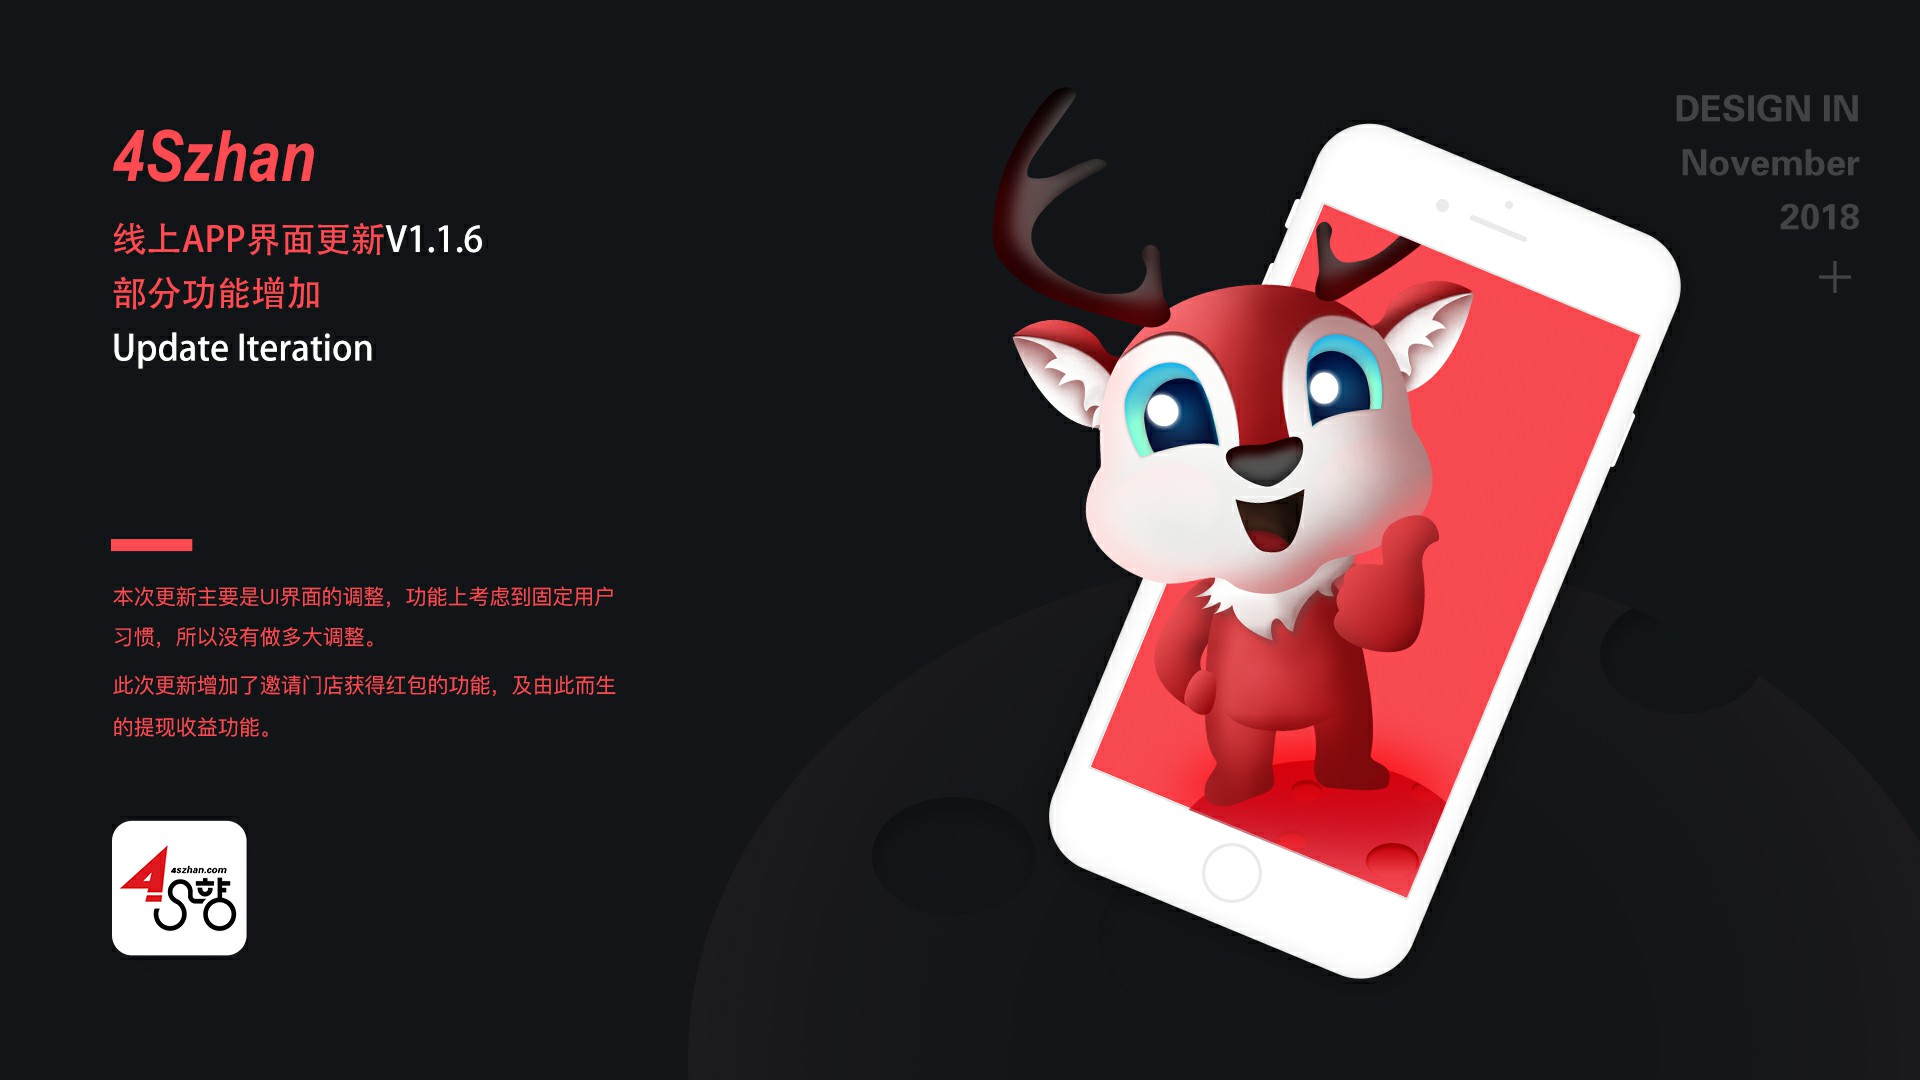 4Szhan
线上APP界面更新V1.1.6
部分功能增加
Update Iteration
本次更新主要是UI界面的调整，功能上考虑到固定用户
习惯，所以没有做多大调整。
此次更新增加了邀请门店获得红包的功能，及由此而生
的提现收益功能。
4szhan.com
4S站
DESIGN IN
November
2018